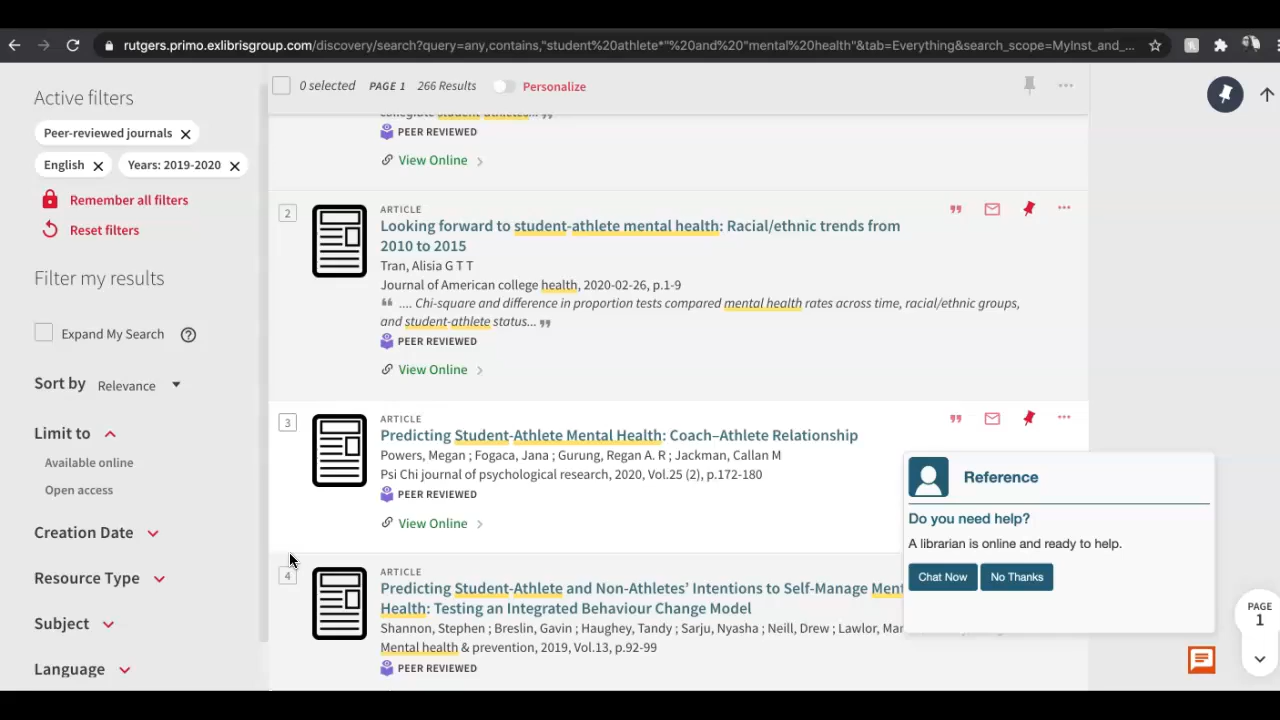 rutgers.primo.exlibrisgroup.com/discovery/search?query=any,contains,"student%20athlete*"%20and%20"mental%20health"&tab=Everything&search_scope=MyInst_and_...
Active filters
Peer-reviewed journals
English
Years: 2019-2020
Remember all filters
Reset filters
Filter my results
Expand My Search
Sort by Relevance
Limit to
Available online
Open access
Creation Date
Resource Type
Subject
Language
0 selected PAGE 1 266 Results Personalize
collegiate student athletes...
PEER REVIEWED
View Online
2
ARTICLE
Looking forward to student-athlete mental health: Racial/ethnic trends from
2010 to 2015
Tran, Alisia G T T
Journal of American college health, 2020-02-26, p.1-9
.... Chi-square and difference in proportion tests compared mental health rates across time, racial/ethnic groups,
and student-athlete status...
PEER REVIEWED
View Online
3
ARTICLE
Predicting Student-Athlete Mental Health: Coach–Athlete Relationship
Powers, Megan ; Fogaca, Jana ; Gurung, Regan A. R ; Jackman, Callan M
Psi Chi journal of psychological research, 2020, Vol.25 (2), p.172-180
PEER REVIEWED
View Online
4
ARTICLE
Predicting Student-Athlete and Non-Athletes’ Intentions to Self-Manage Ment
Health: Testing an Integrated Behaviour Change Model
Shannon, Stephen ; Breslin, Gavin ; Haughey, Tandy ; Sarju, Nyasha ; Neill, Drew ; Lawlor, Mar
Mental health & prevention, 2019, Vol.13, p.92-99
PEER REVIEWED
Reference
Do you need help?
A librarian is online and ready to help.
Chat Now
No Thanks
PAGE
1